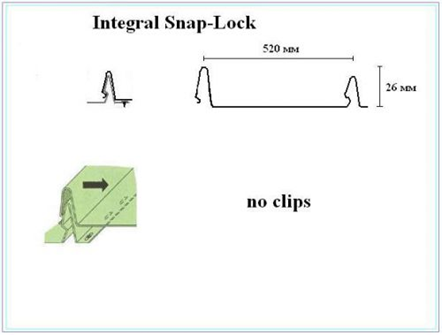 Integral Snap-Lock
520 мм
26 мм
no clips